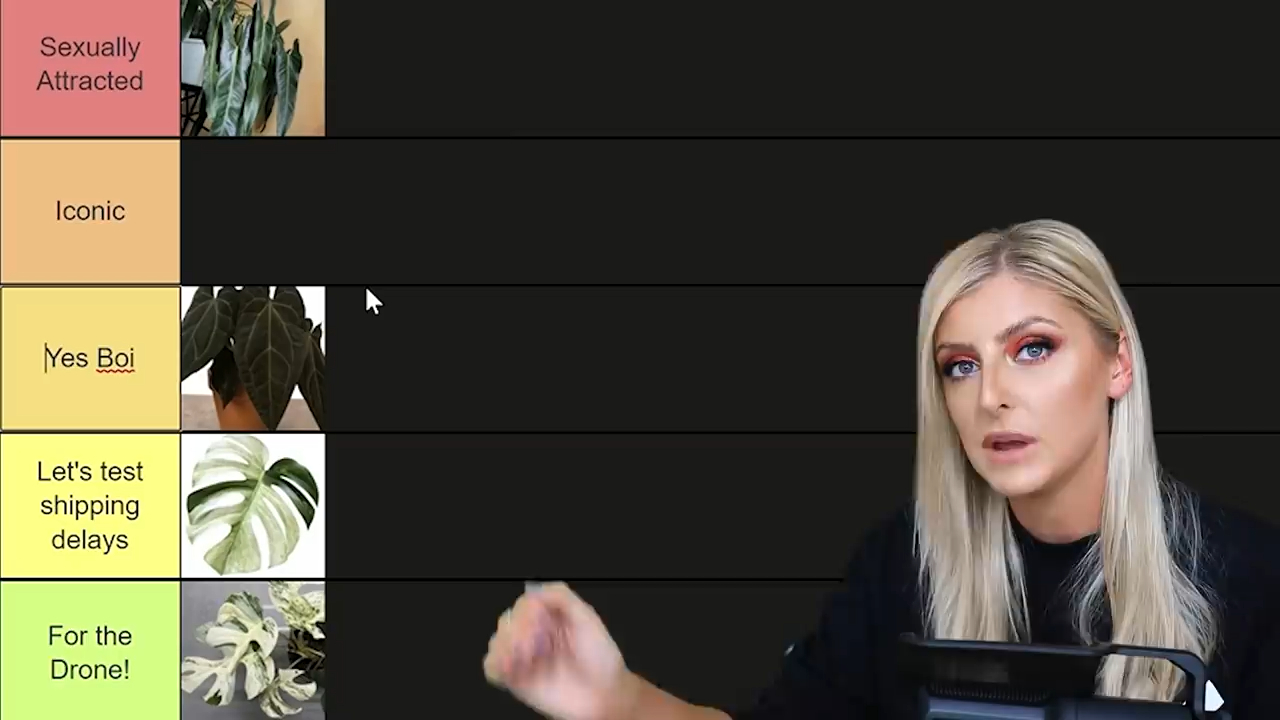 Sexually
Attracted
Iconic
Yes Boi
Let's test
shipping
delays
For the
Drone!